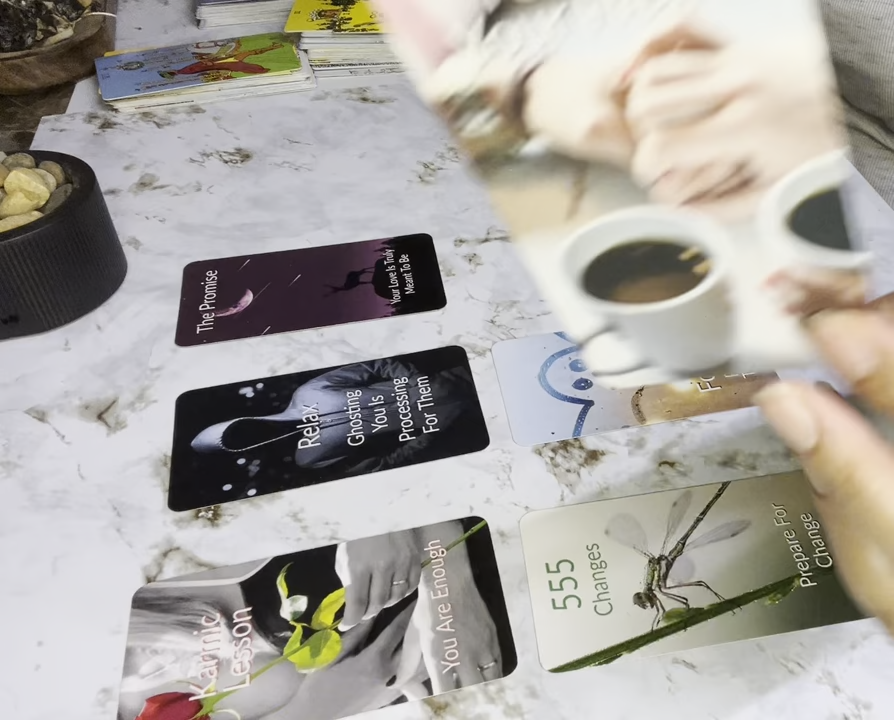 The Promise
Your Love Is Truly
Meant To Be
Relax
Ghosting
You Is
Processing
For Them
Karmic
Lesson
You Are Enough
555
Changes
Prepare For
Change